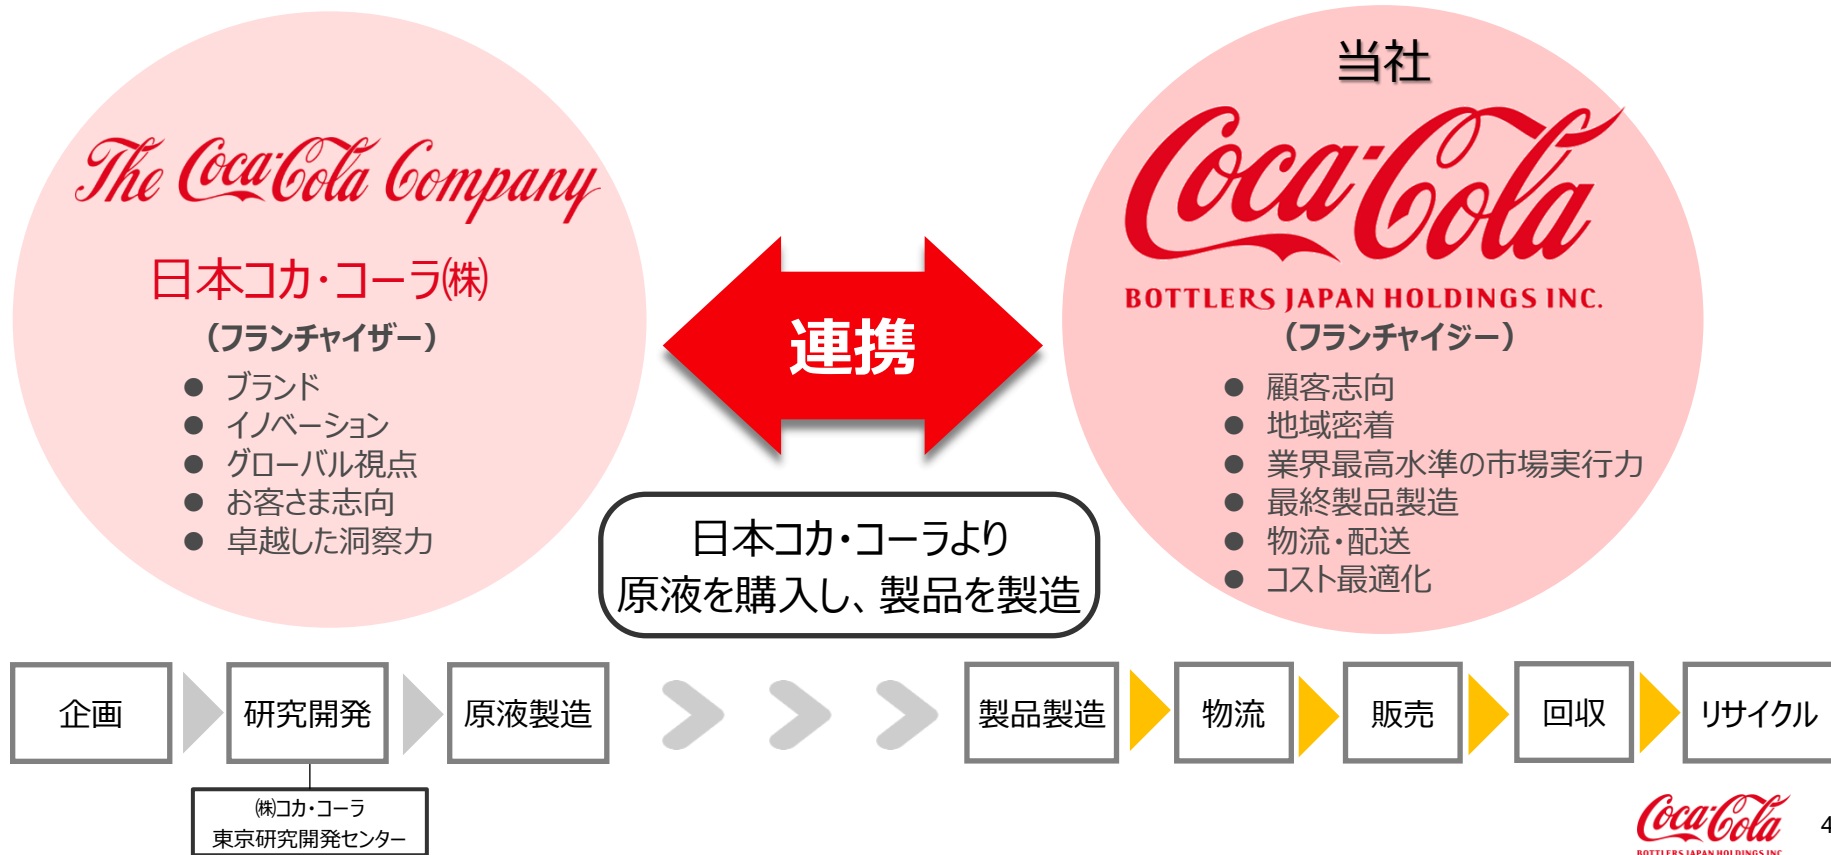 The Coca-Cola Company
日本コカ・コーラ㈱
（フランチャイザー）
● ブランド
● イノベーション
● グローバル視点
● お客さま志向
● 卓越した洞察力
連携
日本コカ・コーラより
原液を購入し、製品を製造
当社
Coca-Cola
BOTTLERS JAPAN HOLDINGS INC.
（フランチャイジー）
● 顧客志向
● 地域密着
● 業界最高水準の市場実行力
● 最終製品製造
● 物流・配送
● コスト最適化
企画
研究開発
原液製造
製品製造
物流
販売
回収
リサイクル
㈱コカ・コーラ
東京研究開発センター
Coca-Cola
BOTTLERS JAPAN HOLDINGS INC.
4